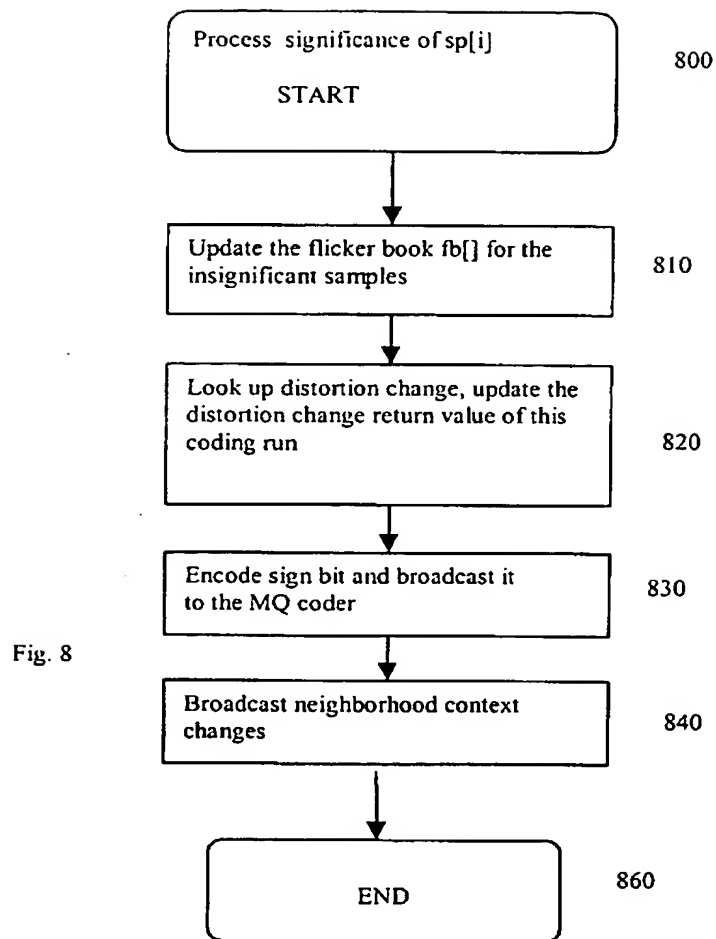 Process significance of sp[i]
800
START
Update the flicker book fb[] for the
insignificant samples
810
Look up distortion change, update the
distortion change return value of this
coding run
820
Encode sign bit and broadcast it
to the MQ coder
830
Fig. 8
Broadcast neighborhood context
changes
840
END
860